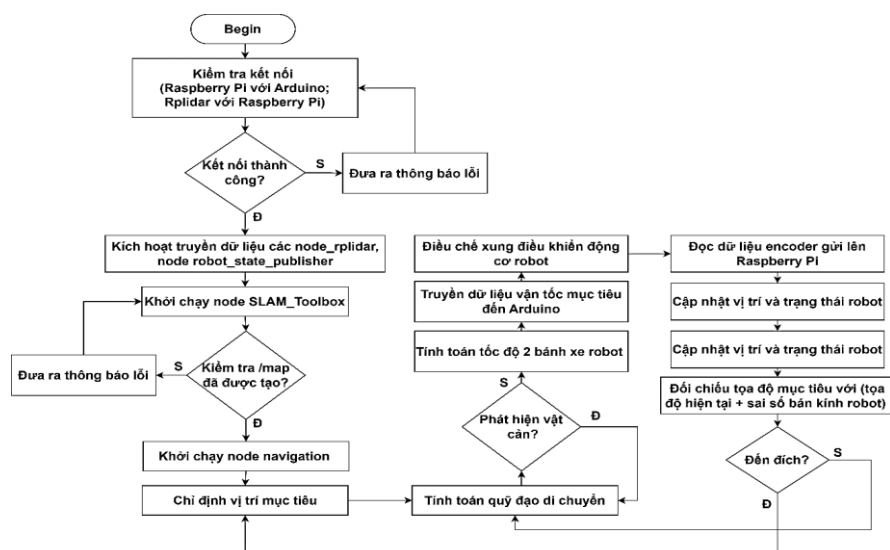 Begin
Kiểm tra kết nối
(Raspberry Pi với Arduino;
Rplidar với Raspberry Pi)
Kết nối thành
công?
S
Đưa ra thông báo lỗi
Đ
Kích hoạt truyền dữ liệu các node_rplidar,
node robot_state_publisher
Khởi chạy node SLAM_Toolbox
Kiểm tra /map
đã được tạo?
S
Đưa ra thông báo lỗi
Đ
Khởi chạy node navigation
Chỉ định vị trí mục tiêu
Tính toán quỹ đạo di chuyển
Phát hiện vật
cản?
Đ
S
Tính toán tốc độ 2 bánh xe robot
Truyền dữ liệu vận tốc mục tiêu
đến Arduino
Điều chế xung điều khiển động
cơ robot
Đọc dữ liệu encoder gửi lên
Raspberry Pi
Cập nhật vị trí và trạng thái robot
Cập nhật vị trí và trạng thái robot
Đối chiếu tọa độ mục tiêu với (tọa
độ hiện tại + sai số bán kính robot)
Đến đích?
S
Đ